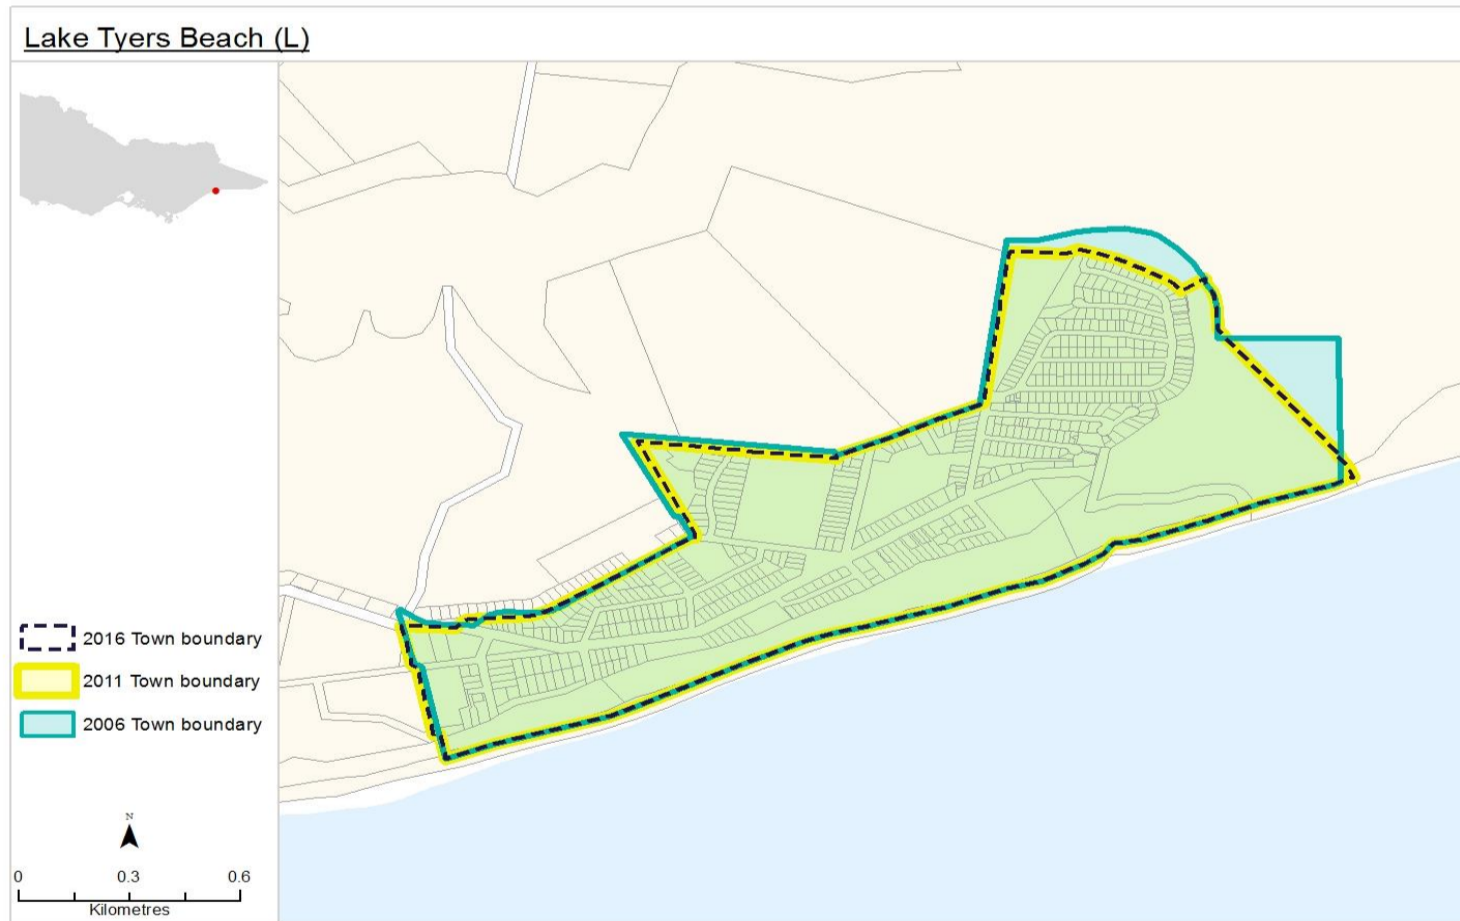 Lake Tyers Beach (L)
2016 Town boundary
2011 Town boundary
2006 Town boundary
N
0 0.3 0.6
Kilometres